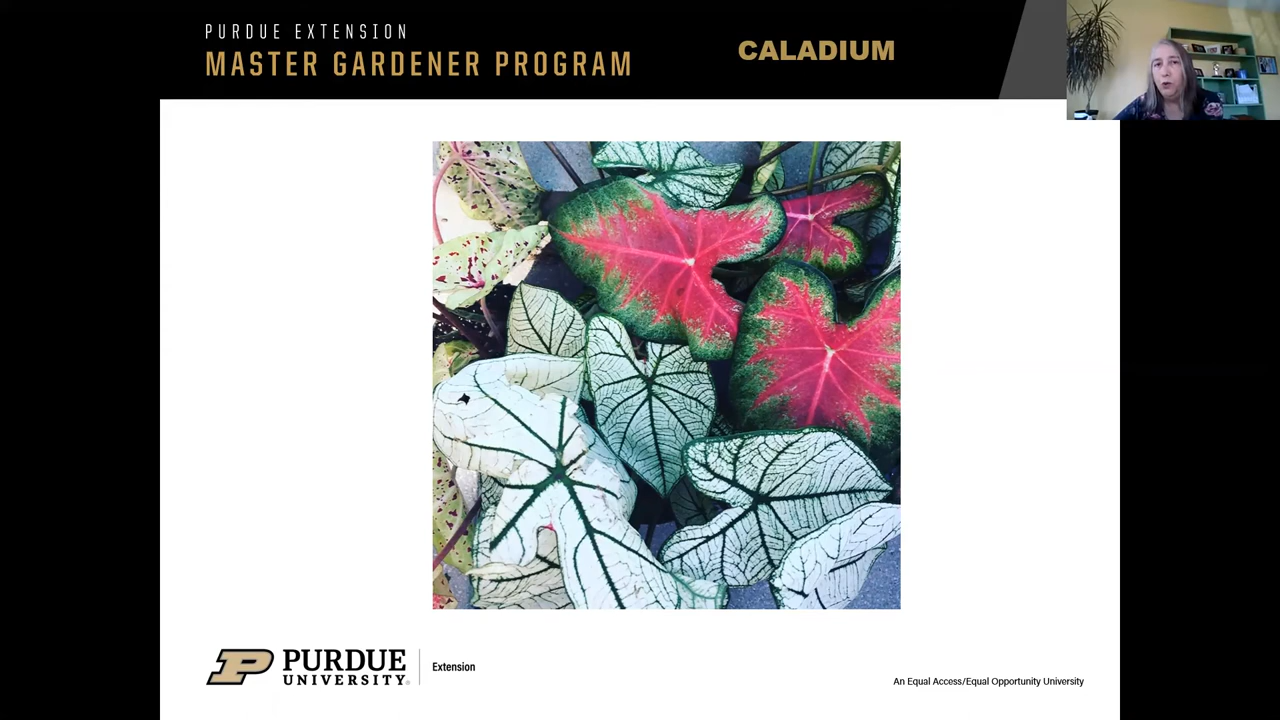 PURDUE EXTENSION
MASTER GARDENER PROGRAM
CALADIUM
PURDUE
UNIVERSITY®
Extension
An Equal Access/Equal Opportunity University